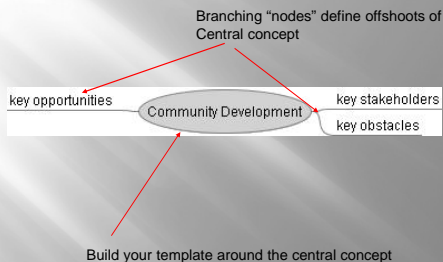 Branching “nodes” define offshoots of
Central concept
key opportunities
Community Development
key stakeholders
key obstacles
Build your template around the central concept